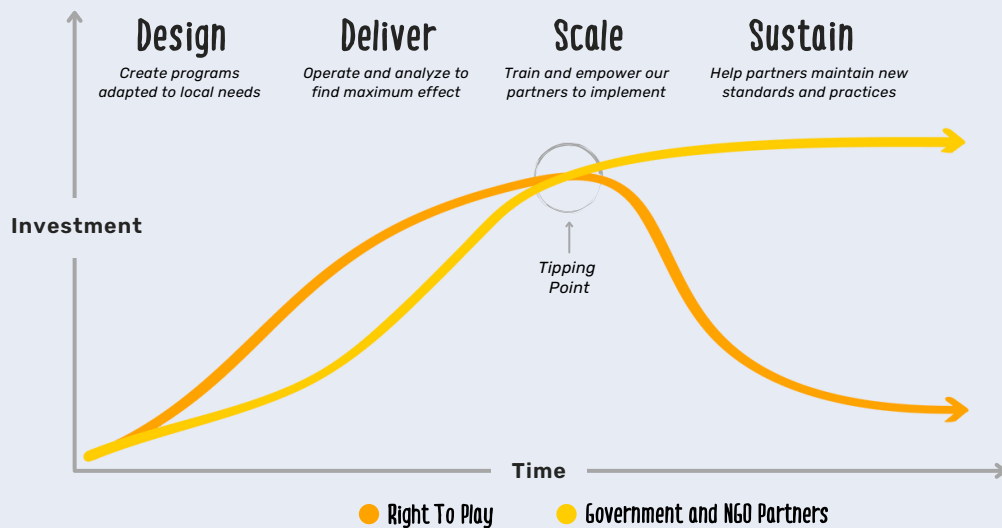 Design
Create programs
adapted to local needs
Deliver
Operate and analyze to
find maximum effect
Scale
Train and empower our
partners to implement
Sustain
Help partners maintain new
standards and practices
Investment
Tipping
Point
Time
Right To Play
Government and NGO Partners